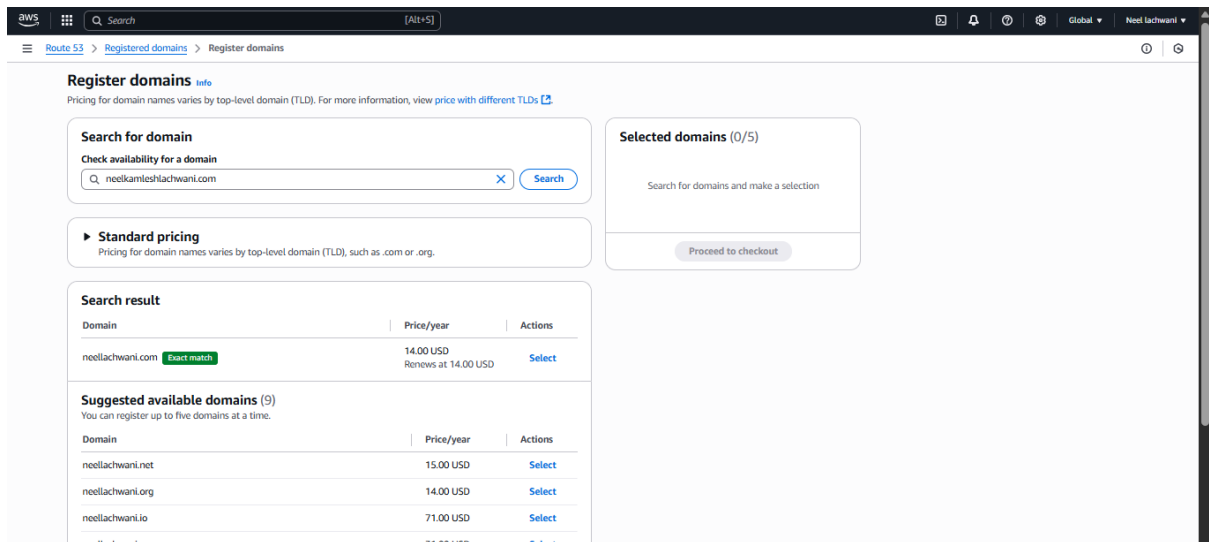 aws
Search [Alt+S]
Global ▼ Neel lachwani ▼
Route 53 > Registered domains > Register domains
Register domains Info
Pricing for domain names varies by top-level domain (TLD). For more information, view price with different TLDs.
Search for domain
Check availability for a domain
neelkamleshlachwani.com
Search
Standard pricing
Pricing for domain names varies by top-level domain (TLD), such as .com or .org.
Search result
Domain Price/year Actions
neellachwani.com Exact match 14.00 USD Select
Renews at 14.00 USD
Suggested available domains (9)
You can register up to five domains at a time.
Domain Price/year Actions
neellachwani.net 15.00 USD Select
neellachwani.org 14.00 USD Select
neellachwani.io 71.00 USD Select
Selected domains (0/5)
Search for domains and make a selection
Proceed to checkout